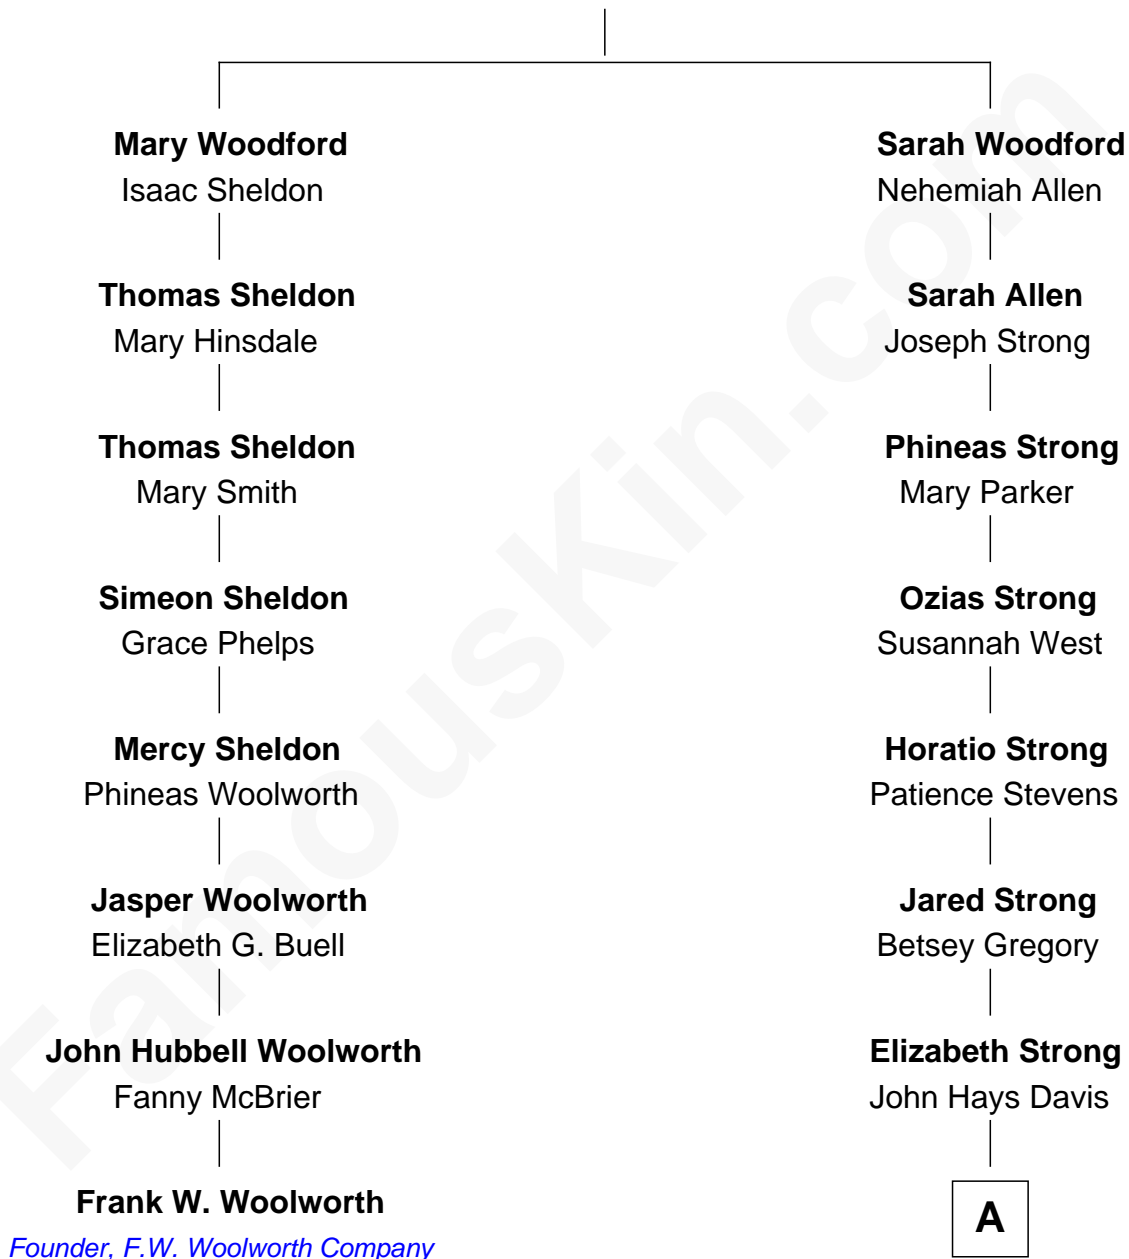 Mary Woodford
Isaac Sheldon
Thomas Sheldon
Mary Hinsdale
Thomas Sheldon
Mary Smith
Simeon Sheldon
Grace Phelps
Mercy Sheldon
Phineas Woolworth
Jasper Woolworth
Elizabeth G. Buell
John Hubbell Woolworth
Fanny McBrier
Frank W. Woolworth
Founder, F.W. Woolworth Company
Sarah Woodford
Nehemiah Allen
Sarah Allen
Joseph Strong
Phineas Strong
Mary Parker
Ozias Strong
Susannah West
Horatio Strong
Patience Stevens
Jared Strong
Betsey Gregory
Elizabeth Strong
John Hays Davis
A
FamousKin.com